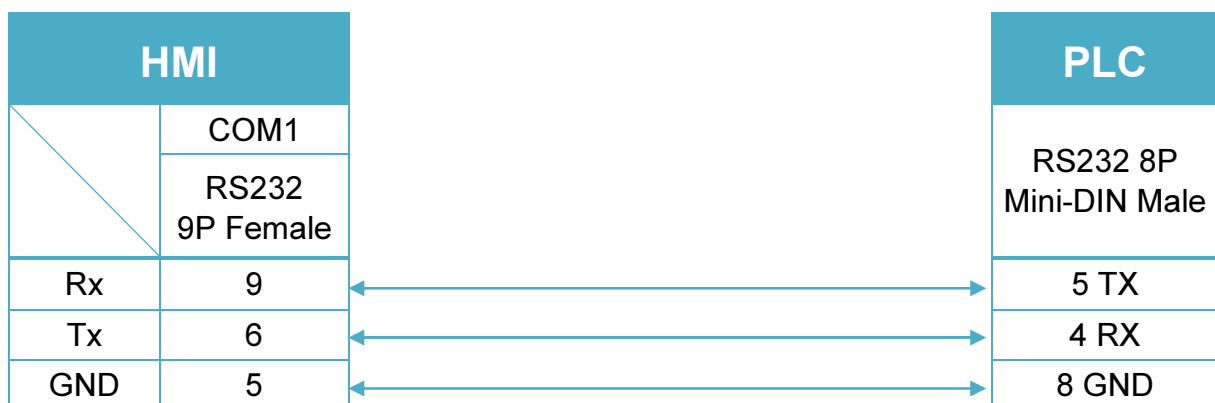 HMI
PLC
COM1
RS232
9P Female
RS232 8P
Mini-DIN Male
Rx 9 5 TX
Tx 6 4 RX
GND 5 8 GND